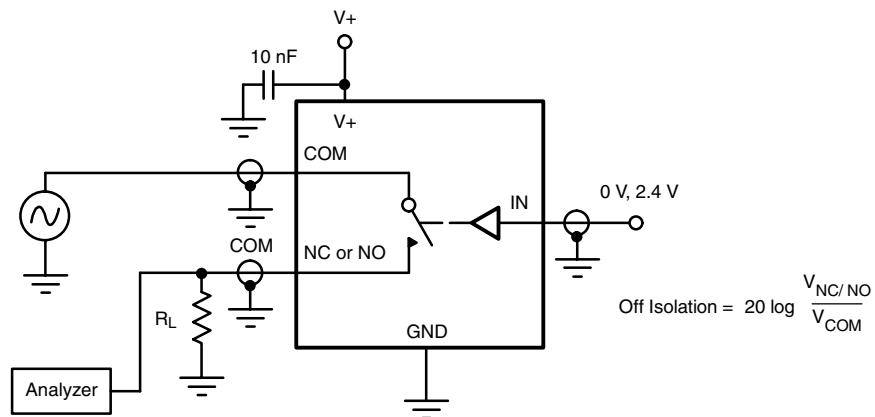 V+
10 nF
V+
COM
IN
0 V, 2.4 V
COM
NC or NO
Off Isolation = 20 log V_NC/ NO / V_COM
R_L
GND
Analyzer